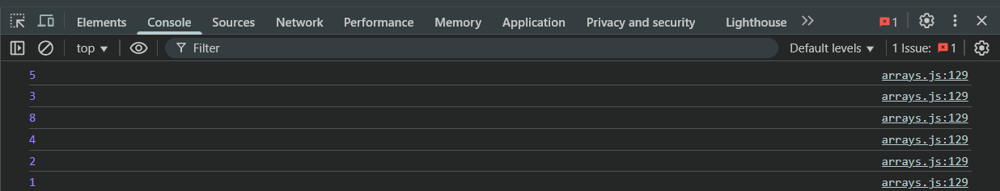 Elements Console Sources Network Performance Memory Application Privacy and security Lighthouse 1
top Filter Default levels 1 Issue: 1
5 arrays.js:129
3 arrays.js:129
8 arrays.js:129
4 arrays.js:129
2 arrays.js:129
1 arrays.js:129